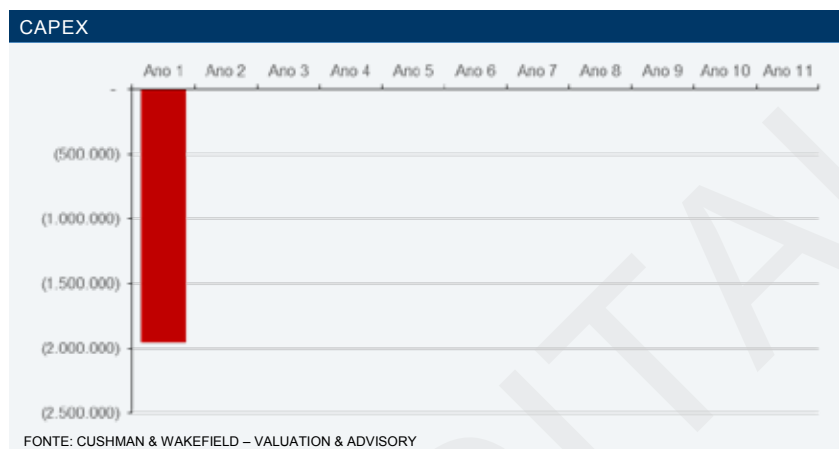 CAPEX
Ano 1 Ano 2 Ano 3 Ano 4 Ano 5 Ano 6 Ano 7 Ano 8 Ano 9 Ano 10 Ano 11
-
(500.000)
(1.000.000)
(1.500.000)
(2.000.000)
(2.500.000)
FONTE: CUSHMAN & WAKEFIELD – VALUATION & ADVISORY